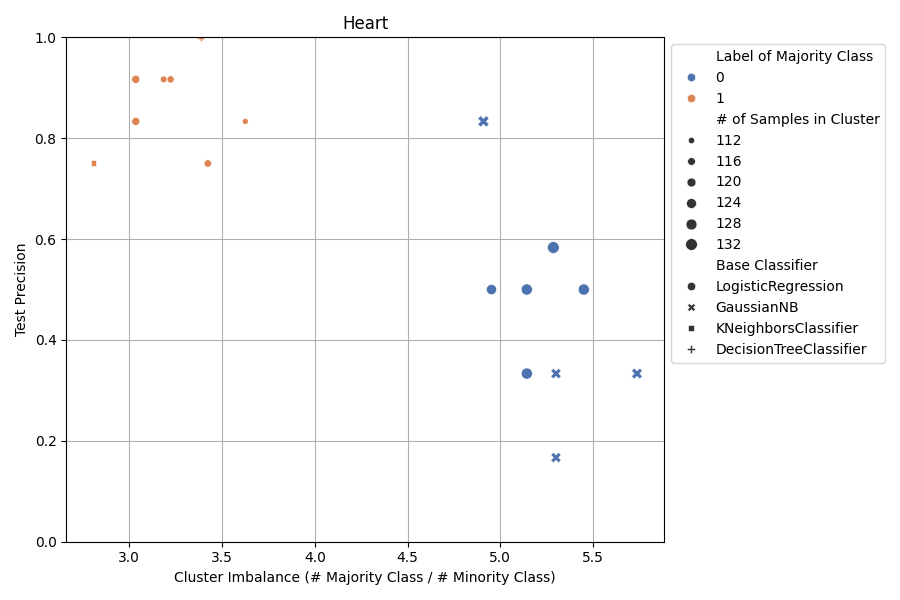 Heart
1.0
0.8
0.6
0.4
0.2
0.0
Test Precision
3.0 3.5 4.0 4.5 5.0 5.5
Cluster Imbalance (# Majority Class / # Minority Class)
Label of Majority Class
0
1
# of Samples in Cluster
112
116
120
124
128
132
Base Classifier
LogisticRegression
GaussianNB
KNeighborsClassifier
DecisionTreeClassifier